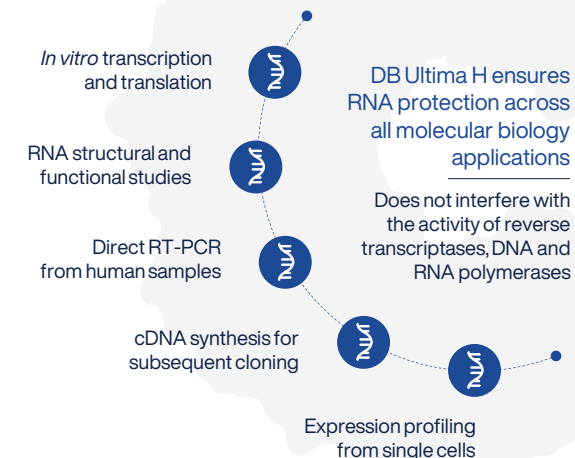 In vitro transcription
and translation
RNA structural and
functional studies
Direct RT-PCR
from human samples
cDNA synthesis for
subsequent cloning
Expression profiling
from single cells
DB Ultima H ensures
RNA protection across
all molecular biology
applications
Does not interfere with
the activity of reverse
transcriptases, DNA and
RNA polymerases